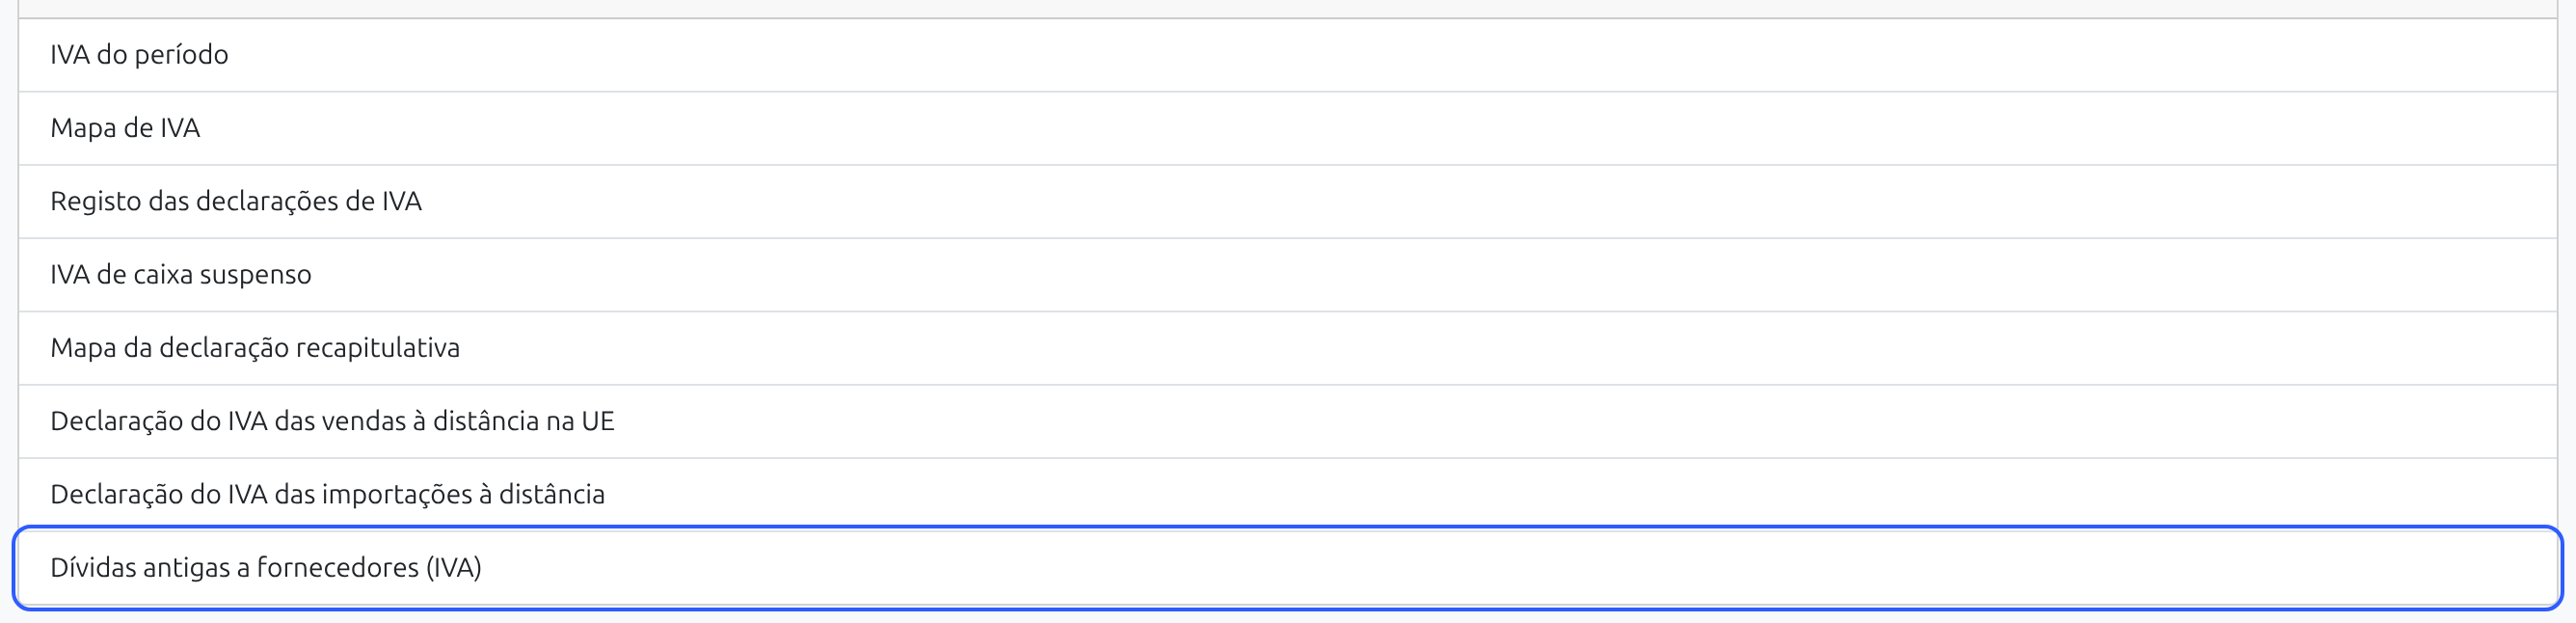 IVA do período
Mapa de IVA
Registo das declarações de IVA
IVA de caixa suspenso
Mapa da declaração recapitulativa
Declaração do IVA das vendas à distância na UE
Declaração do IVA das importações à distância
Dívidas antigas a fornecedores (IVA)